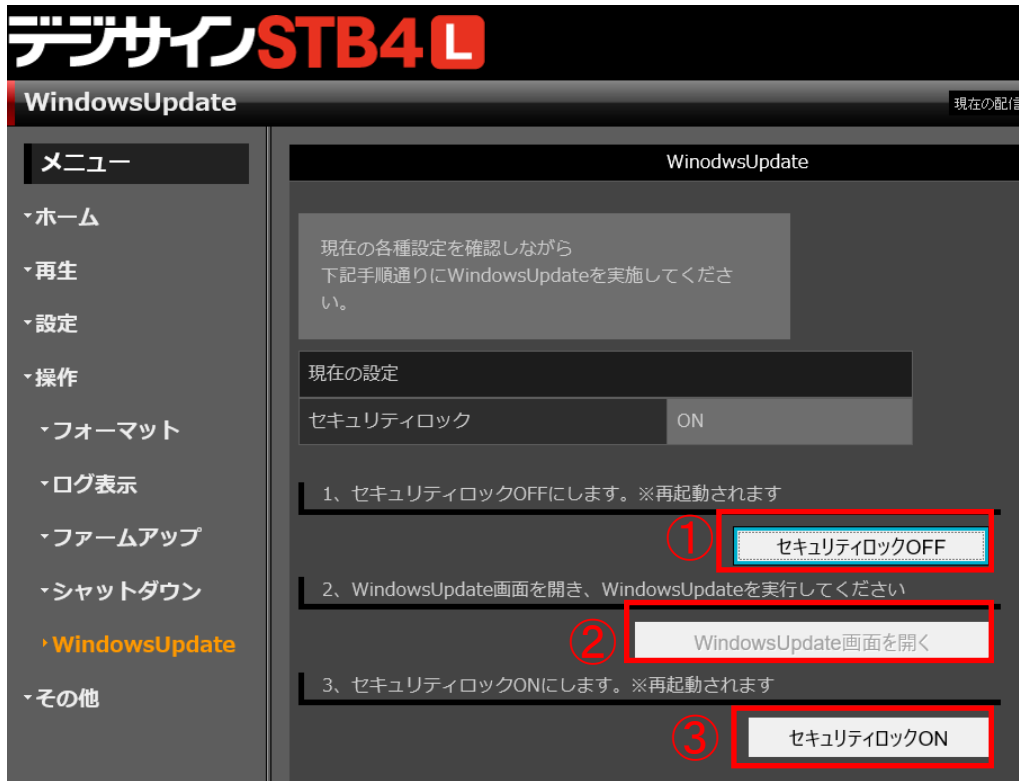 デジサインSTB4 L
WindowsUpdate
現在の配信
メニュー
WinodwsUpdate
ホーム
再生
設定
操作
フォーマット
ログ表示
ファームアップ
シャットダウン
WindowsUpdate
その他
現在の各種設定を確認しながら
下記手順通りにWindowsUpdateを実施してくださ
い。
現在の設定
セキュリティロック ON
1、セキュリティロックOFFにします。※再起動されます
① セキュリティロックOFF
2、WindowsUpdate画面を開き、WindowsUpdateを実行してください
② WindowsUpdate画面を開く
3、セキュリティロックONにします。※再起動されます
③ セキュリティロックON